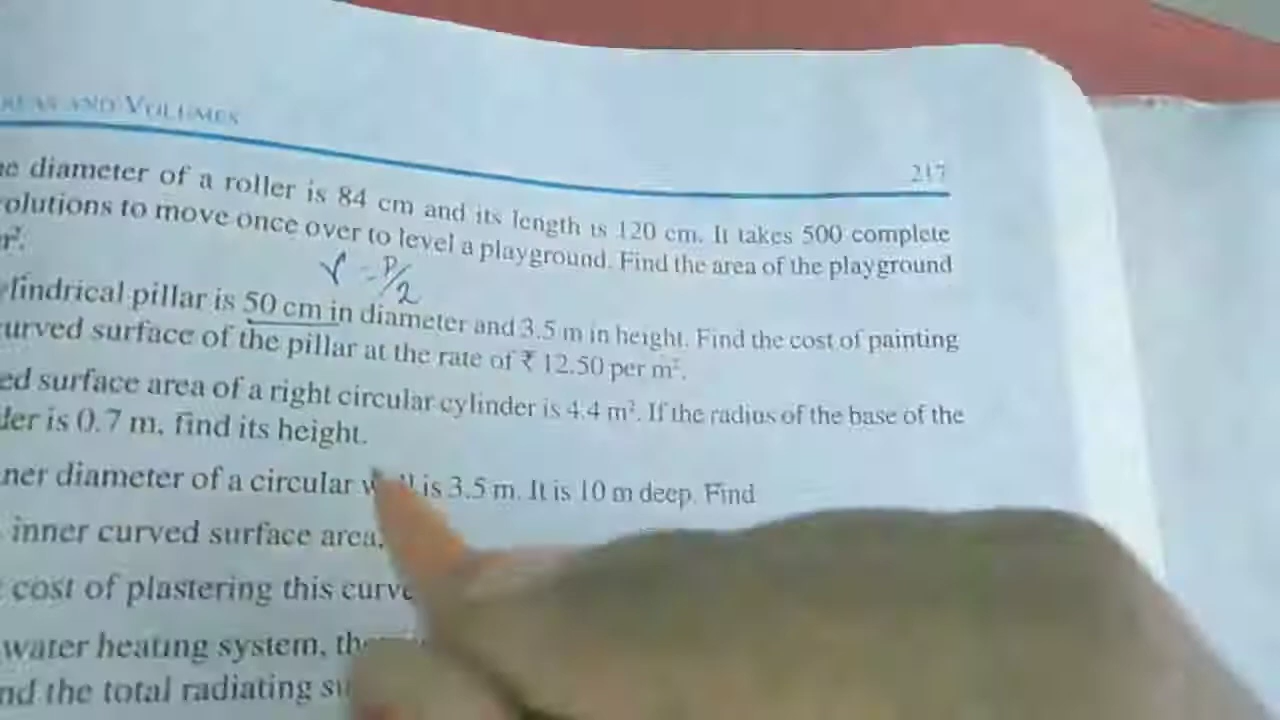 AND VOLUMES
217
diameter of a roller is 84 cm and its length is 120 cm. It takes 500 complete
olutions to move once over to level a playground. Find the area of the playground
m².
r = D/2
lindrical pillar is 50 cm in diameter and 3.5 m in height. Find the cost of painting
curved surface of the pillar at the rate of ₹ 12.50 per m².
ed surface area of a right circular cylinder is 4.4 m². If the radius of the base of the
der is 0.7 m, find its height.
ner diameter of a circular is 3.5 m. It is 10 m deep. Find
inner curved surface area,
cost of plastering this curve
water heating system,
nd the total radiating su